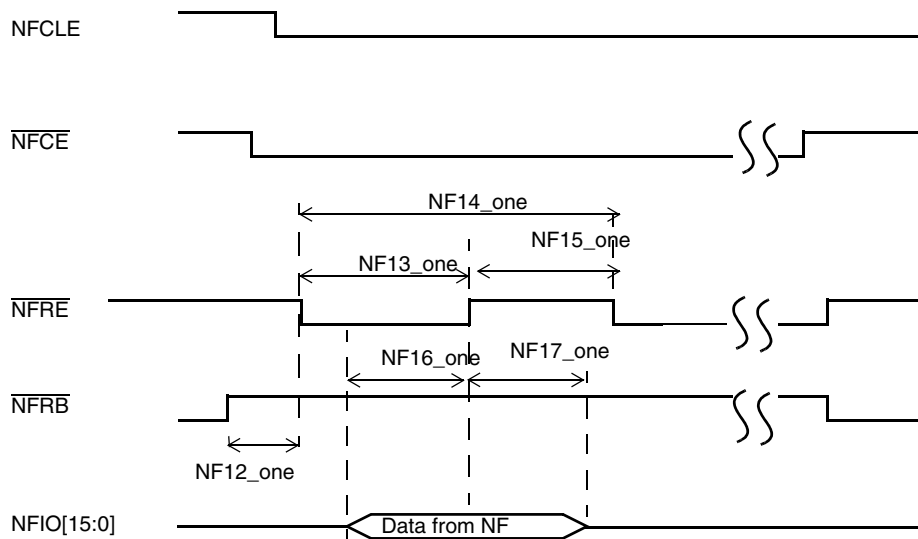 NFCLE
NFCE
NF14_one
NF15_one
NF13_one
NFRE
NF16_one
NF17_one
NFRB
NF12_one
NFIO[15:0]
Data from NF